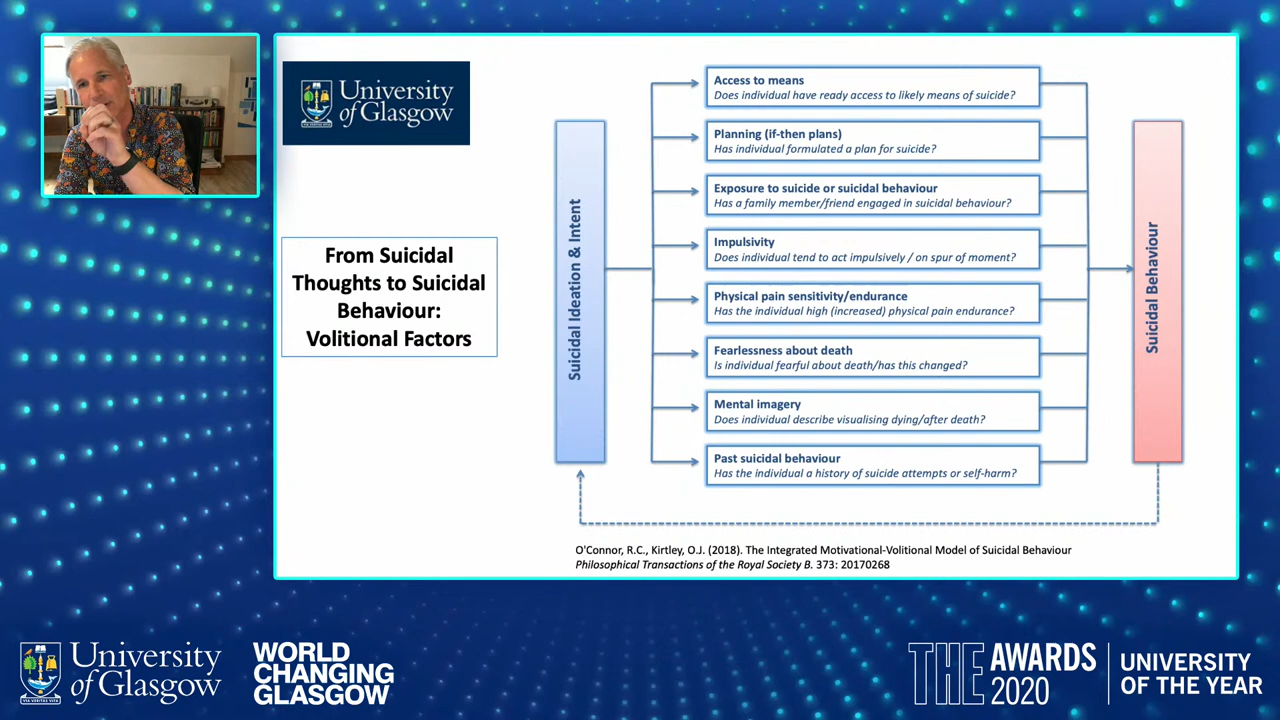 University
of Glasgow
From Suicidal
Thoughts to Suicidal
Behaviour:
Volitional Factors
Suicidal Ideation & Intent
Access to means
Does individual have ready access to likely means of suicide?
Planning (if-then plans)
Has individual formulated a plan for suicide?
Exposure to suicide or suicidal behaviour
Has a family member/friend engaged in suicidal behaviour?
Impulsivity
Does individual tend to act impulsively / on spur of moment?
Physical pain sensitivity/endurance
Has the individual high (increased) physical pain endurance?
Fearlessness about death
Is individual fearful about death/has this changed?
Mental imagery
Does individual describe visualising dying/after death?
Past suicidal behaviour
Has the individual a history of suicide attempts or self-harm?
Suicidal Behaviour
O'Connor, R.C., Kirtley, O.J. (2018). The Integrated Motivational-Volitional Model of Suicidal Behaviour
Philosophical Transactions of the Royal Society B. 373: 20170268
University
of Glasgow
VIA VERITAS VITA
WORLD
CHANGING
GLASGOW
THE AWARDS
2020
UNIVERSITY
OF THE YEAR